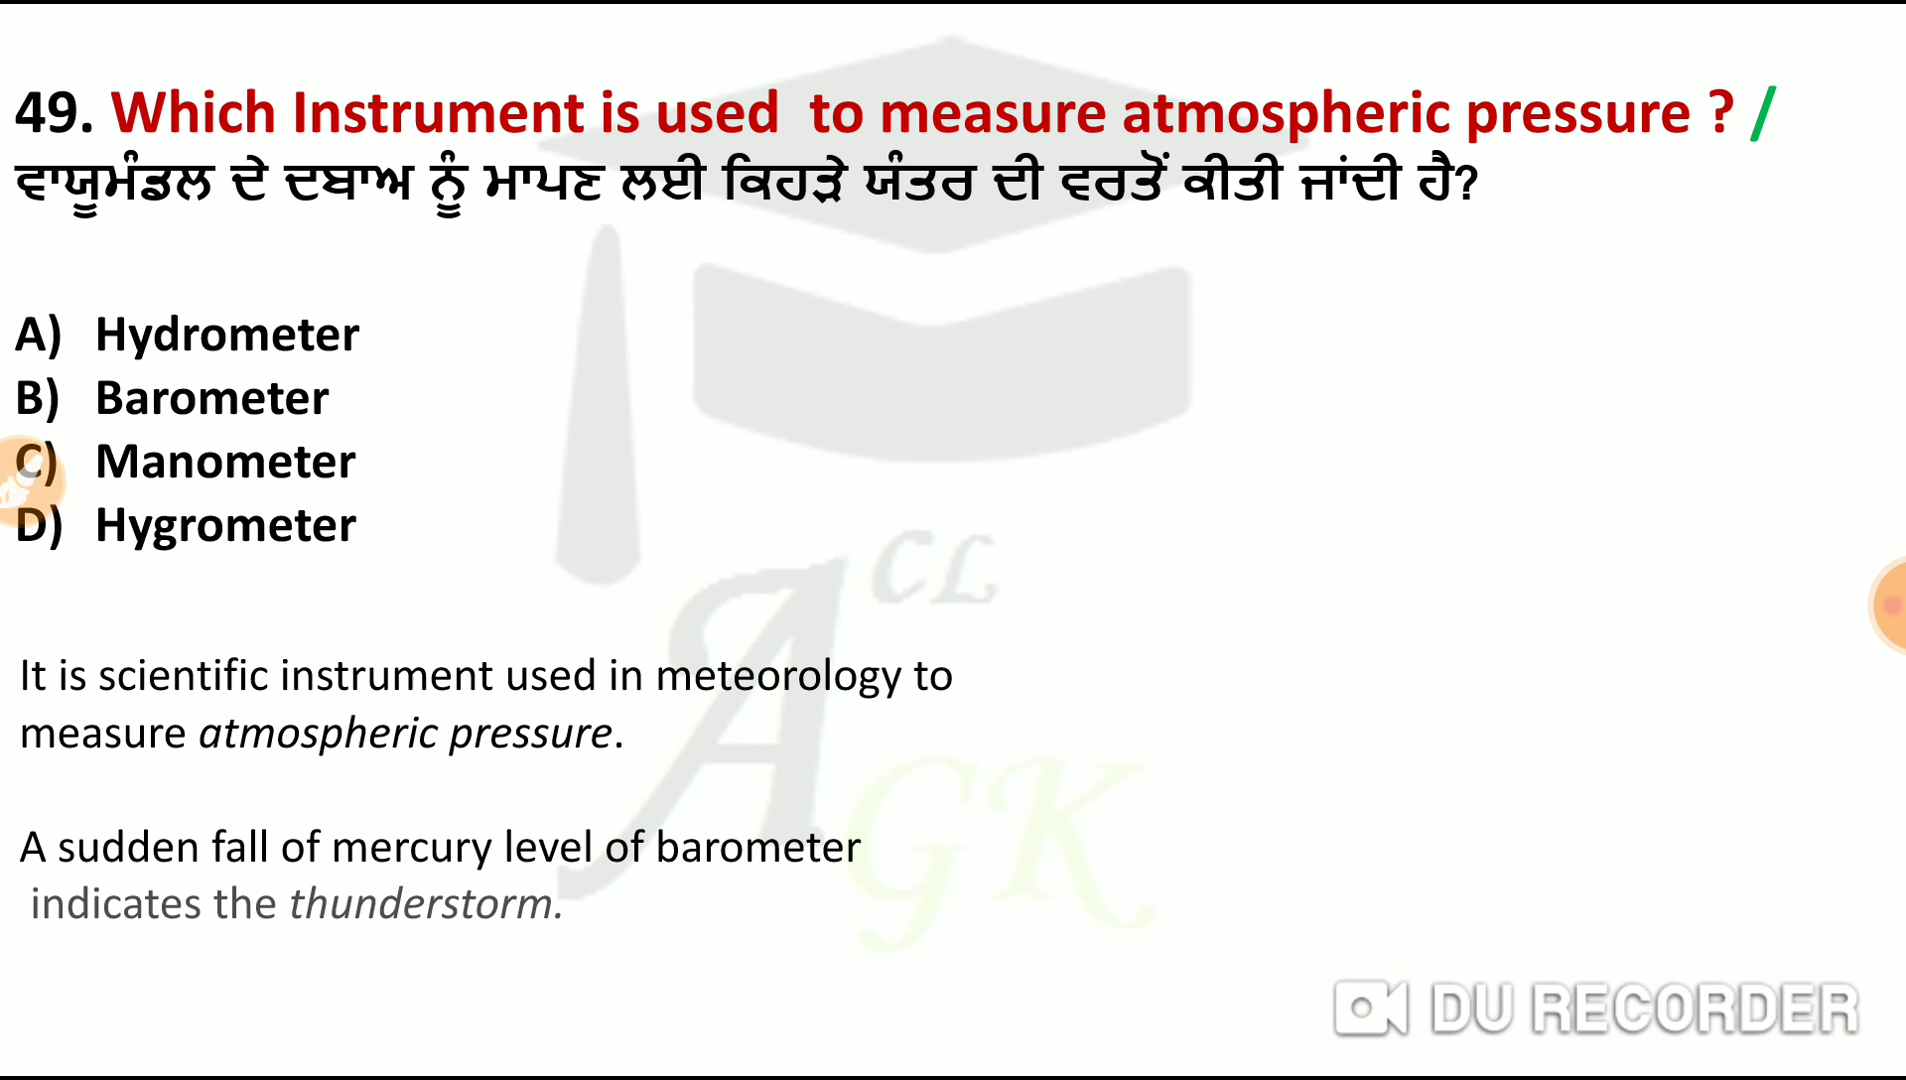 49. Which Instrument is used to measure atmospheric pressure ? /
ਵਾਯੂਮੰਡਲ ਦੇ ਦਬਾਅ ਨੂੰ ਮਾਪਣ ਲਈ ਕਿਹੜੇ ਯੰਤਰ ਦੀ ਵਰਤੋਂ ਕੀਤੀ ਜਾਂਦੀ ਹੈ?
A) Hydrometer
B) Barometer
C) Manometer
D) Hygrometer
CL
A
GK
It is scientific instrument used in meteorology to
measure atmospheric pressure.
A sudden fall of mercury level of barometer
indicates the thunderstorm.
DU RECORDER